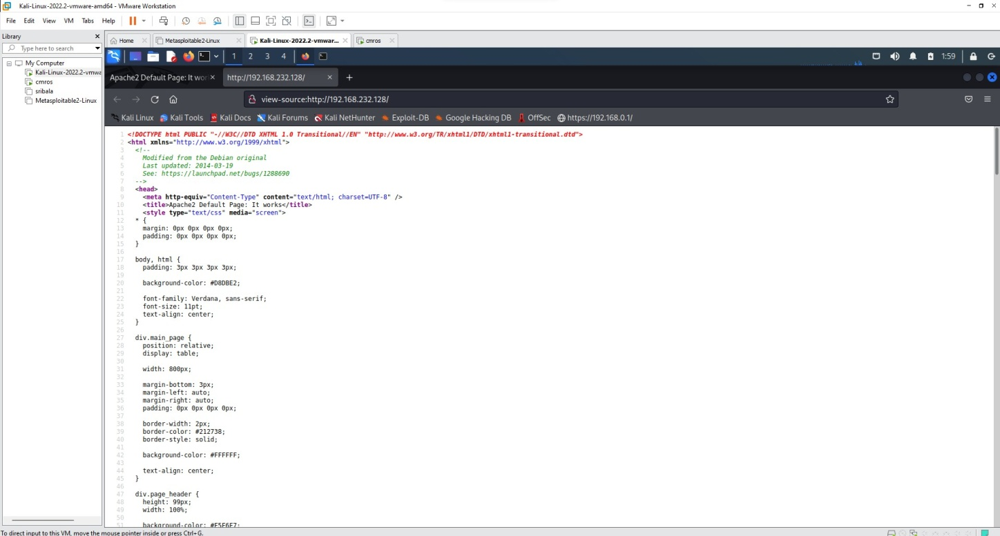 Kali-Linux-2022.2-vmware-amd64 - VMware Workstation
File Edit View VM Tabs Help
Library
Type here to search
My Computer
Kali-Linux-2022.2-vmwa
cmros
sribala
Metasploitable2-Linux
Home Metasploitable2-Linux Kali-Linux-2022.2-vmwar... cmros
1 2 3 4 1:59
Apache2 Default Page: It wor http://192.168.232.128/
view-source:http://192.168.232.128/
Kali Linux Kali Tools Kali Docs Kali Forums Kali NetHunter Exploit-DB Google Hacking DB OffSec https://192.168.0.1/
1 <!DOCTYPE html PUBLIC "-//W3C//DTD XHTML 1.0 Transitional//EN" "http://www.w3.org/TR/xhtml1/DTD/xhtml1-transitional.dtd">
2 <html xmlns="http://www.w3.org/1999/xhtml">
3 <!--
4 Modified from the Debian original
5 Last updated: 2014-03-19
6 See: https://launchpad.net/bugs/1288690
7 -->
8 <head>
9 <meta http-equiv="Content-Type" content="text/html; charset=UTF-8" />
10 <title>Apache2 Default Page: It works</title>
11 <style type="text/css" media="screen">
12 * {
13 margin: 0px 0px 0px 0px;
14 padding: 0px 0px 0px 0px;
15 }
16
17 body, html {
18 padding: 3px 3px 3px 3px;
19
20 background-color: #D8DBE2;
21
22 font-family: Verdana, sans-serif;
23 font-size: 11pt;
24 text-align: center;
25 }
26
27 div.main_page {
28 position: relative;
29 display: table;
30
31 width: 800px;
32
33 margin-bottom: 3px;
34 margin-left: auto;
35 margin-right: auto;
36 padding: 0px 0px 0px 0px;
37
38 border-width: 2px;
39 border-color: #212738;
40 border-style: solid;
41
42 background-color: #FFFFFF;
43
44 text-align: center;
45 }
46
47 div.page_header {
48 height: 99px;
49 width: 100%;
50
51 background-color: #F5F6F7;
To direct input to this VM, move the mouse pointer inside or press Ctrl+G.